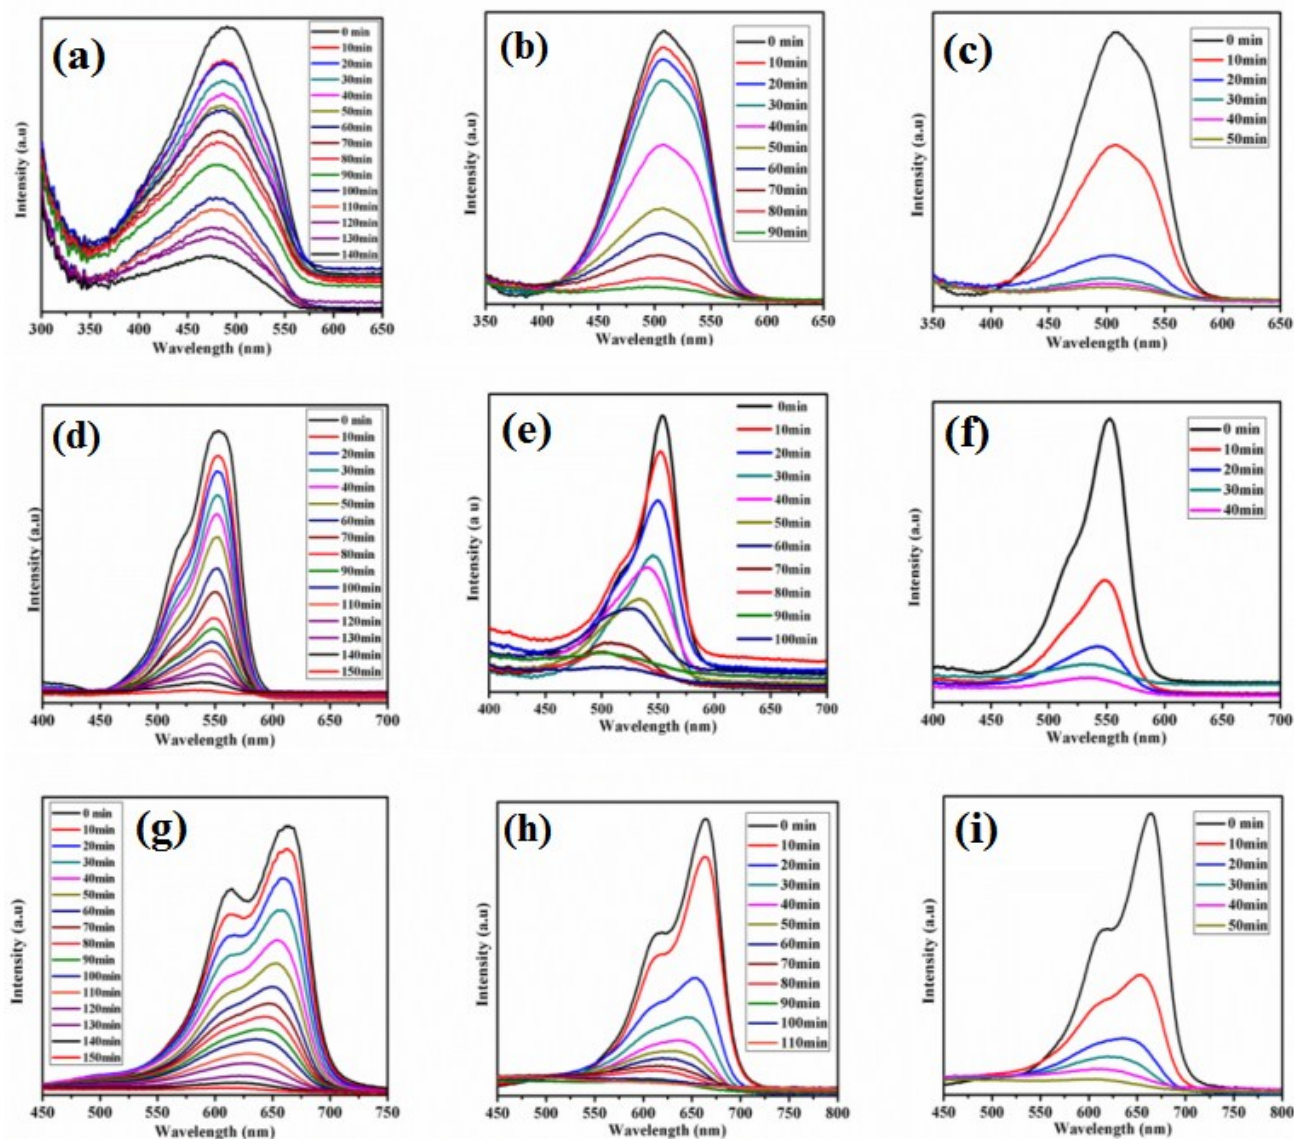 (a)
0 min
10min
20min
30min
40min
50min
60min
70min
80min
90min
100min
110min
120min
130min
140min
Intensity (a.u)
300 350 400 450 500 550 600 650
Wavelength (nm)
(b)
0 min
10min
20min
30min
40min
50min
60min
70min
80min
90min
Intensity (a.u)
350 400 450 500 550 600 650
Wavelength (nm)
(c)
0 min
10min
20min
30min
40min
50min
Intensity (a.u)
350 400 450 500 550 600 650
Wavelength (nm)
(d)
0 min
10min
20min
30min
40min
50min
60min
70min
80min
90min
100min
110min
120min
130min
140min
150min
Intensity (a.u)
400 450 500 550 600 650 700
Wavelength (nm)
(e)
0min
10min
20min
30min
40min
50min
60min
70min
80min
90min
100min
Intensity (a u)
400 450 500 550 600 650 700
Wavelength (nm)
(f)
0 min
10min
20min
30min
40min
Intensity (a.u)
400 450 500 550 600 650 700
Wavelength (nm)
(g)
0 min
10min
20min
30min
40min
50min
60min
70min
80min
90min
100min
110min
120min
130min
140min
150min
Intensity (a.u)
450 500 550 600 650 700 750
Wavelength (nm)
(h)
0 min
10min
20min
30min
40min
50min
60min
70min
80min
90min
100min
110min
Intensity (a.u)
450 500 550 600 650 700 750 800
Wavelength (nm)
(i)
0 min
10min
20min
30min
40min
50min
Intensity (a.u)
450 500 550 600 650 700 750 800
Wavelength (nm)